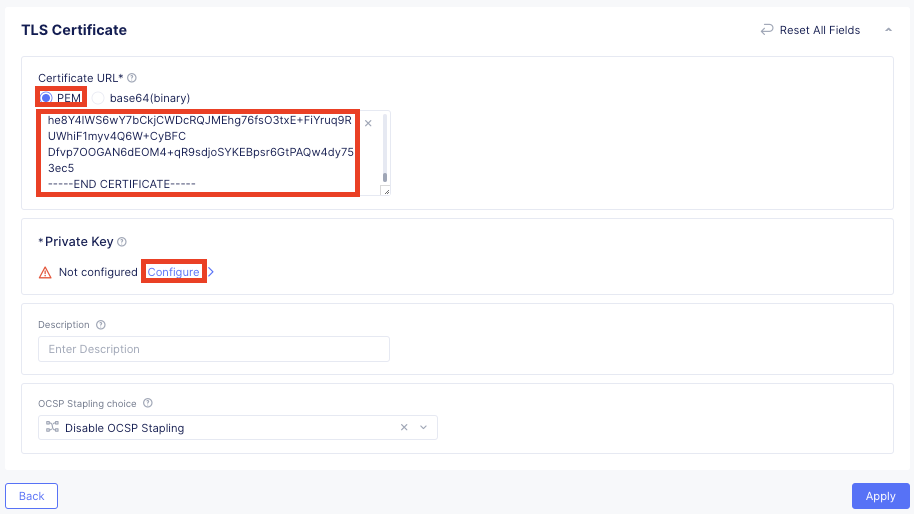 TLS Certificate
Reset All Fields
Certificate URL*
PEM
base64(binary)
he8Y4IWS6wY7bCkjCWDcRQJMEhg76fsO3txE+FiYruq9R
UWhiF1myv4Q6W+CyBFC
Dfvp7OOGAN6dEOM4+qR9sdjoSYKEBpsr6GtPAQw4dy75
3ec5
-----END CERTIFICATE-----
*Private Key
Not configured Configure
Description
Enter Description
OCSP Stapling choice
Disable OCSP Stapling
Back
Apply